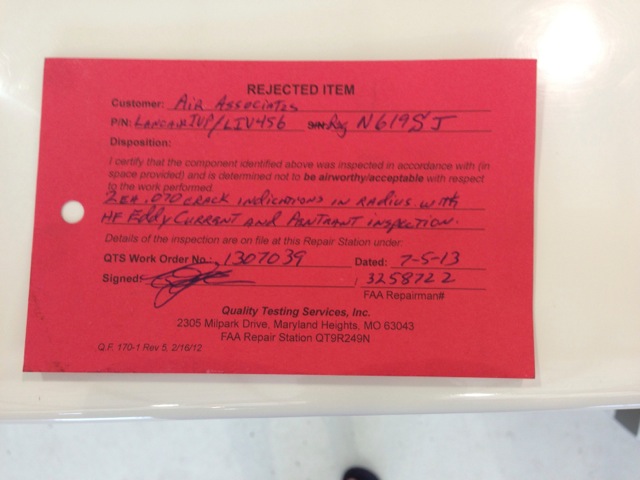 REJECTED ITEM
Customer: AIR ASSOCIATES
P/N: LANCAIR IVP/LIV456 S/N: Reg N619SJ
Disposition:
I certify that the component identified above was inspected in accordance with (in
space provided) and is determined not to be airworthy/acceptable with respect
to the work performed.
2EA .070 CRACK INDICATIONS IN RADIUS WITH
HF Eddy CURRENT AND PENTRANT INSPECTION.
Details of the inspection are on file at this Repair Station under:
QTS Work Order No.: 1307039 Dated: 7-5-13
Signed: 3258722
FAA Repairman#
Quality Testing Services, Inc.
2305 Milpark Drive, Maryland Heights, MO 63043
FAA Repair Station QT9R249N
Q.F. 170-1 Rev 5, 2/16/12